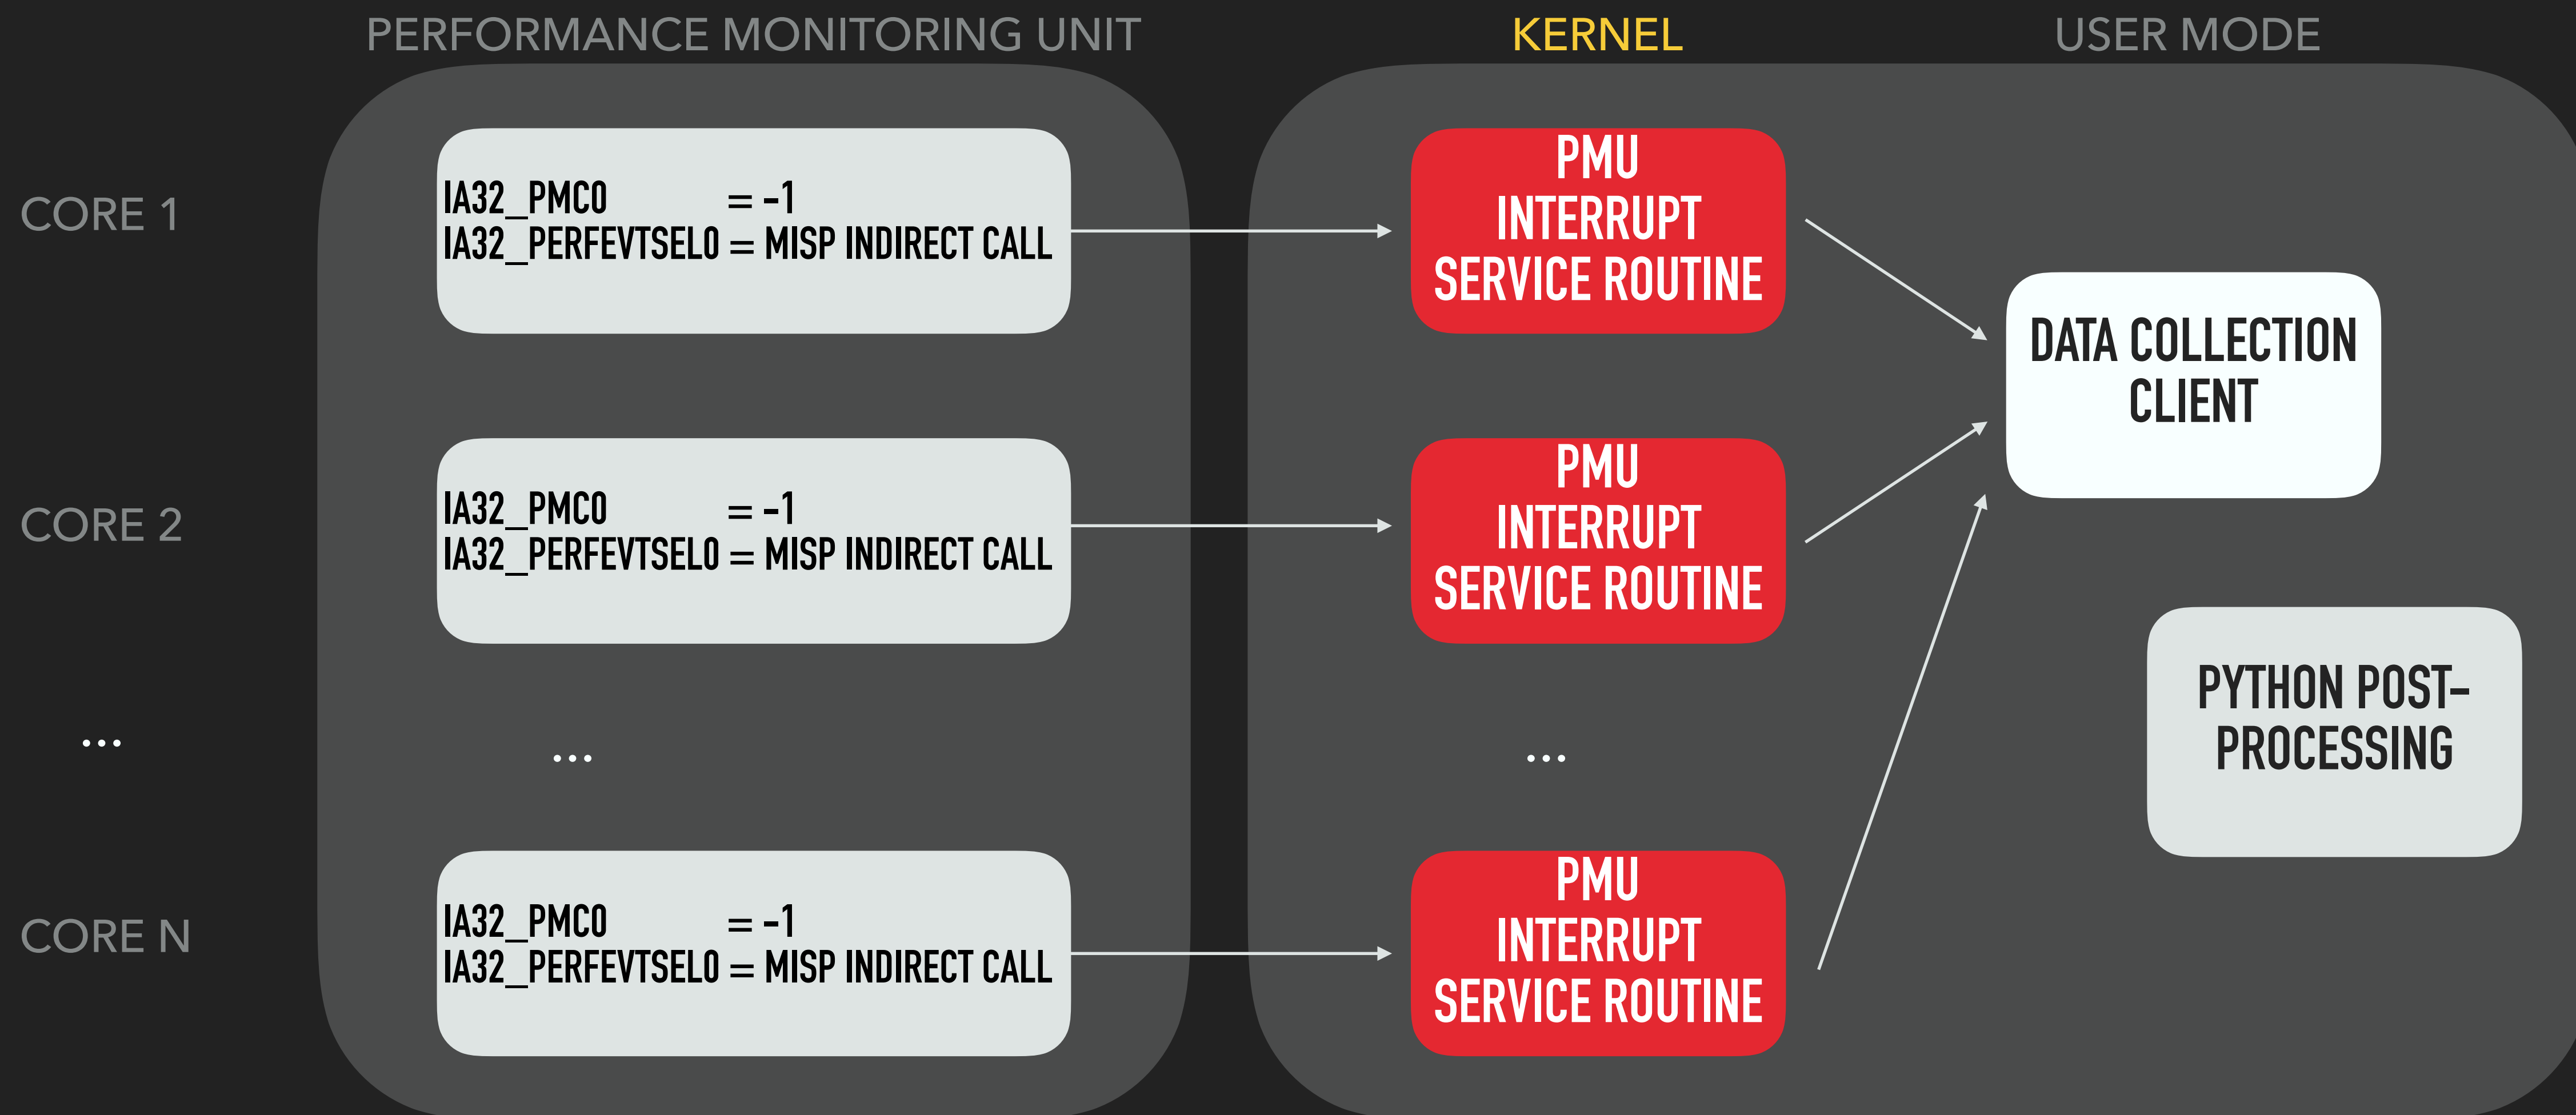 PERFORMANCE MONITORING UNIT
KERNEL
USER MODE
CORE 1
IA32_PMC0 = -1
IA32_PERFEVTSEL0 = MISP INDIRECT CALL
PMU
INTERRUPT
SERVICE ROUTINE
DATA COLLECTION
CLIENT
CORE 2
IA32_PMC0 = -1
IA32_PERFEVTSEL0 = MISP INDIRECT CALL
PMU
INTERRUPT
SERVICE ROUTINE
PYTHON POST-
PROCESSING
...
...
...
CORE N
IA32_PMC0 = -1
IA32_PERFEVTSEL0 = MISP INDIRECT CALL
PMU
INTERRUPT
SERVICE ROUTINE